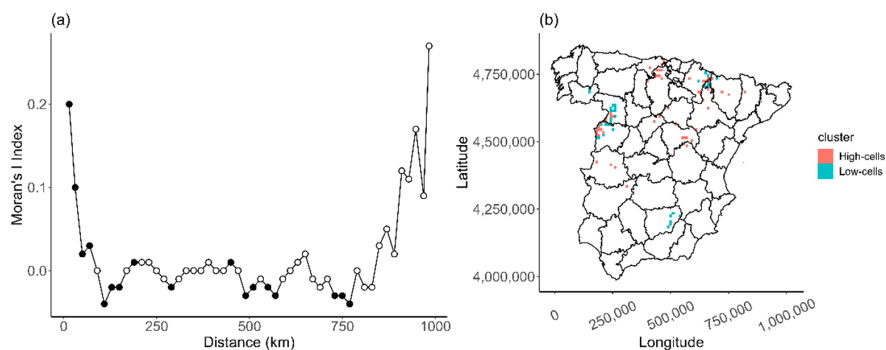 (a)
Moran's I Index
0.2
0.1
0.0
0
250
500
750
1000
Distance (km)
(b)
Latitude
4,750,000
4,500,000
4,250,000
4,000,000
0
250,000
500,000
750,000
1,000,000
Longitude
cluster
High-cells
Low-cells